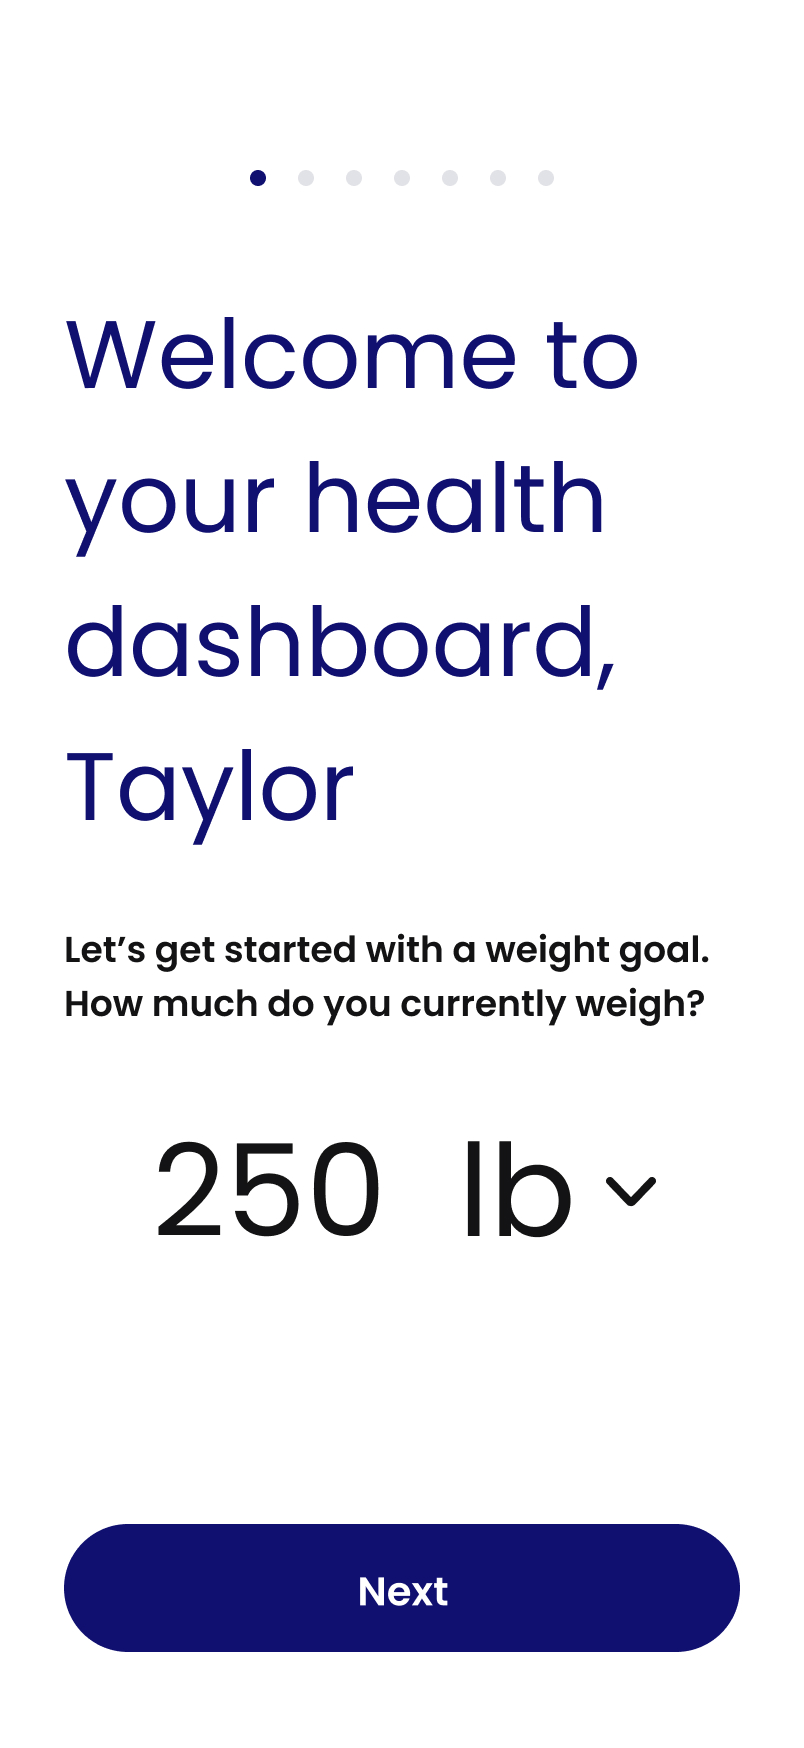 Welcome to
your health
dashboard,
Taylor
Let’s get started with a weight goal.
How much do you currently weigh?
250 lb
Next